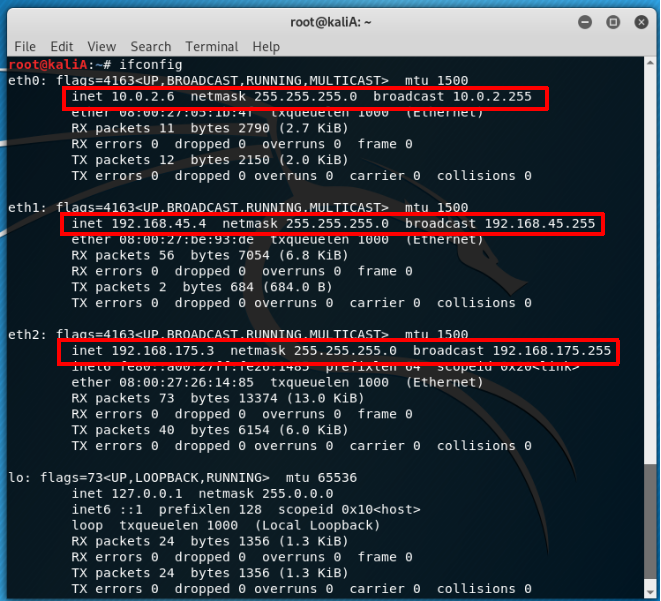 root@kaliA: ~
File Edit View Search Terminal Help
root@kaliA:~# ifconfig
eth0: flags=4163<UP,BROADCAST,RUNNING,MULTICAST>  mtu 1500
        inet 10.0.2.6  netmask 255.255.255.0  broadcast 10.0.2.255
        ether 08:00:27:05:1b:4f  txqueuelen 1000  (Ethernet)
        RX packets 11  bytes 2790 (2.7 KiB)
        RX errors 0  dropped 0  overruns 0  frame 0
        TX packets 12  bytes 2150 (2.0 KiB)
        TX errors 0  dropped 0 overruns 0  carrier 0  collisions 0
eth1: flags=4163<UP,BROADCAST,RUNNING,MULTICAST>  mtu 1500
        inet 192.168.45.4  netmask 255.255.255.0  broadcast 192.168.45.255
        ether 08:00:27:be:93:de  txqueuelen 1000  (Ethernet)
        RX packets 56  bytes 7054 (6.8 KiB)
        RX errors 0  dropped 0  overruns 0  frame 0
        TX packets 2  bytes 684 (684.0 B)
        TX errors 0  dropped 0 overruns 0  carrier 0  collisions 0
eth2: flags=4163<UP,BROADCAST,RUNNING,MULTICAST>  mtu 1500
        inet 192.168.175.3  netmask 255.255.255.0  broadcast 192.168.175.255
        inet6 fe80::a00:27ff:fe26:1485  prefixlen 64  scopeid 0x20<link>
        ether 08:00:27:26:14:85  txqueuelen 1000  (Ethernet)
        RX packets 73  bytes 13374 (13.0 KiB)
        RX errors 0  dropped 0  overruns 0  frame 0
        TX packets 40  bytes 6154 (6.0 KiB)
        TX errors 0  dropped 0 overruns 0  carrier 0  collisions 0
lo: flags=73<UP,LOOPBACK,RUNNING>  mtu 65536
        inet 127.0.0.1  netmask 255.0.0.0
        inet6 ::1  prefixlen 128  scopeid 0x10<host>
        loop  txqueuelen 1000  (Local Loopback)
        RX packets 24  bytes 1356 (1.3 KiB)
        RX errors 0  dropped 0  overruns 0  frame 0
        TX packets 24  bytes 1356 (1.3 KiB)
        TX errors 0  dropped 0 overruns 0  carrier 0  collisions 0